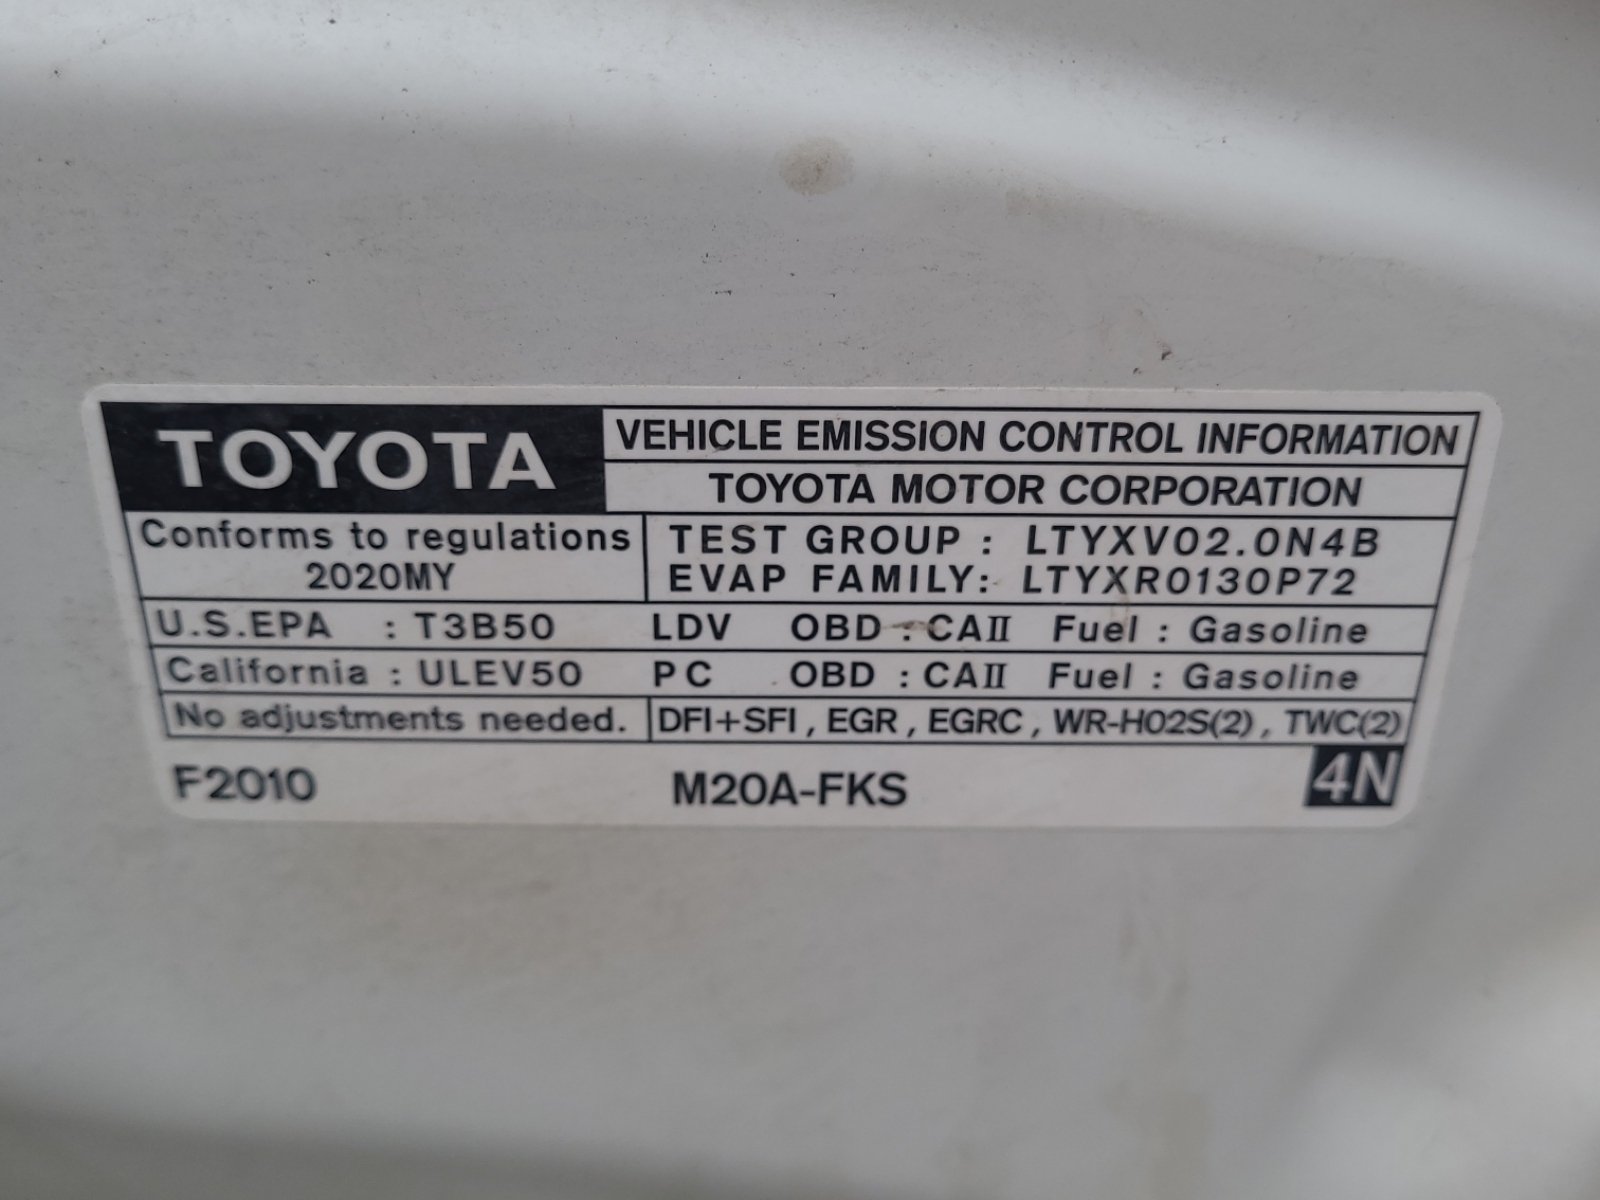 TOYOTA
VEHICLE EMISSION CONTROL INFORMATION
TOYOTA MOTOR CORPORATION
Conforms to regulations
2020MY
TEST GROUP : LTYXV02.0N4B
EVAP FAMILY: LTYXR0130P72
U.S.EPA : T3B50 LDV OBD : CAII Fuel : Gasoline
California : ULEV50 PC OBD : CAII Fuel : Gasoline
No adjustments needed. DFI+SFI, EGR, EGRC, WR-HO2S(2), TWC(2)
F2010 M20A-FKS 4N